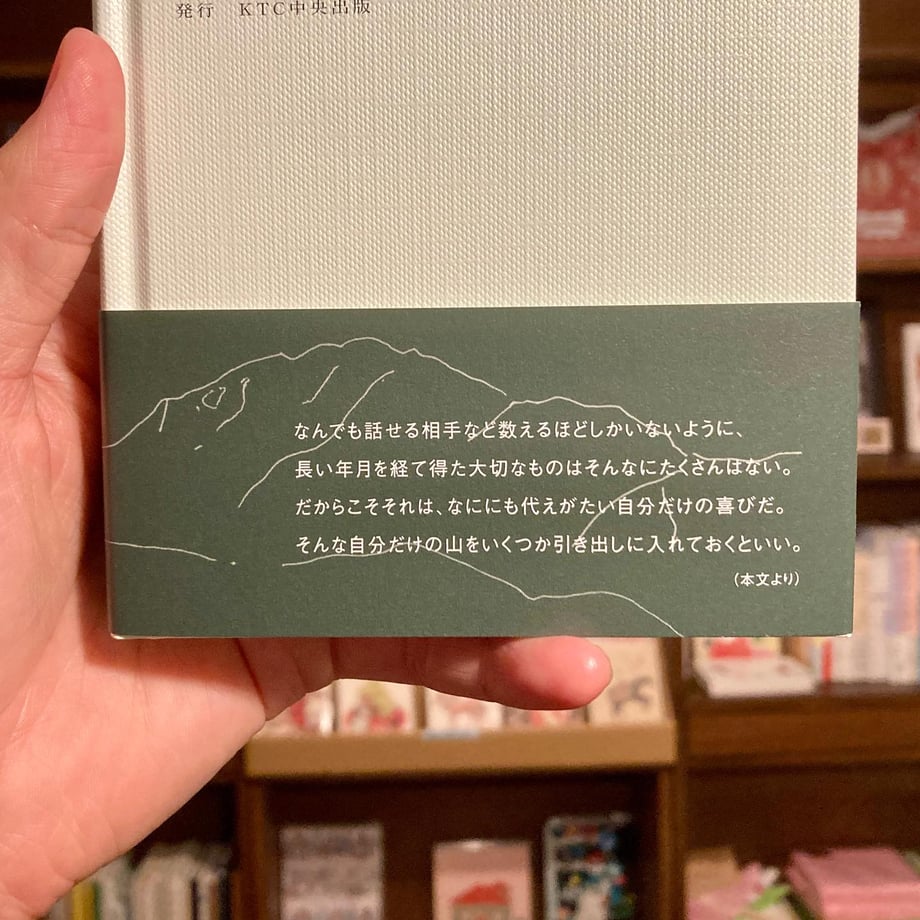 発行　KTC中央出版
なんでも話せる相手など数えるほどしかいないように、
長い年月を経て得た大切なものはそんなにたくさんはない。
だからこそそれは、なににも代えがたい自分だけの喜びだ。
そんな自分だけの山をいくつか引き出しに入れておくといい。
（本文より）